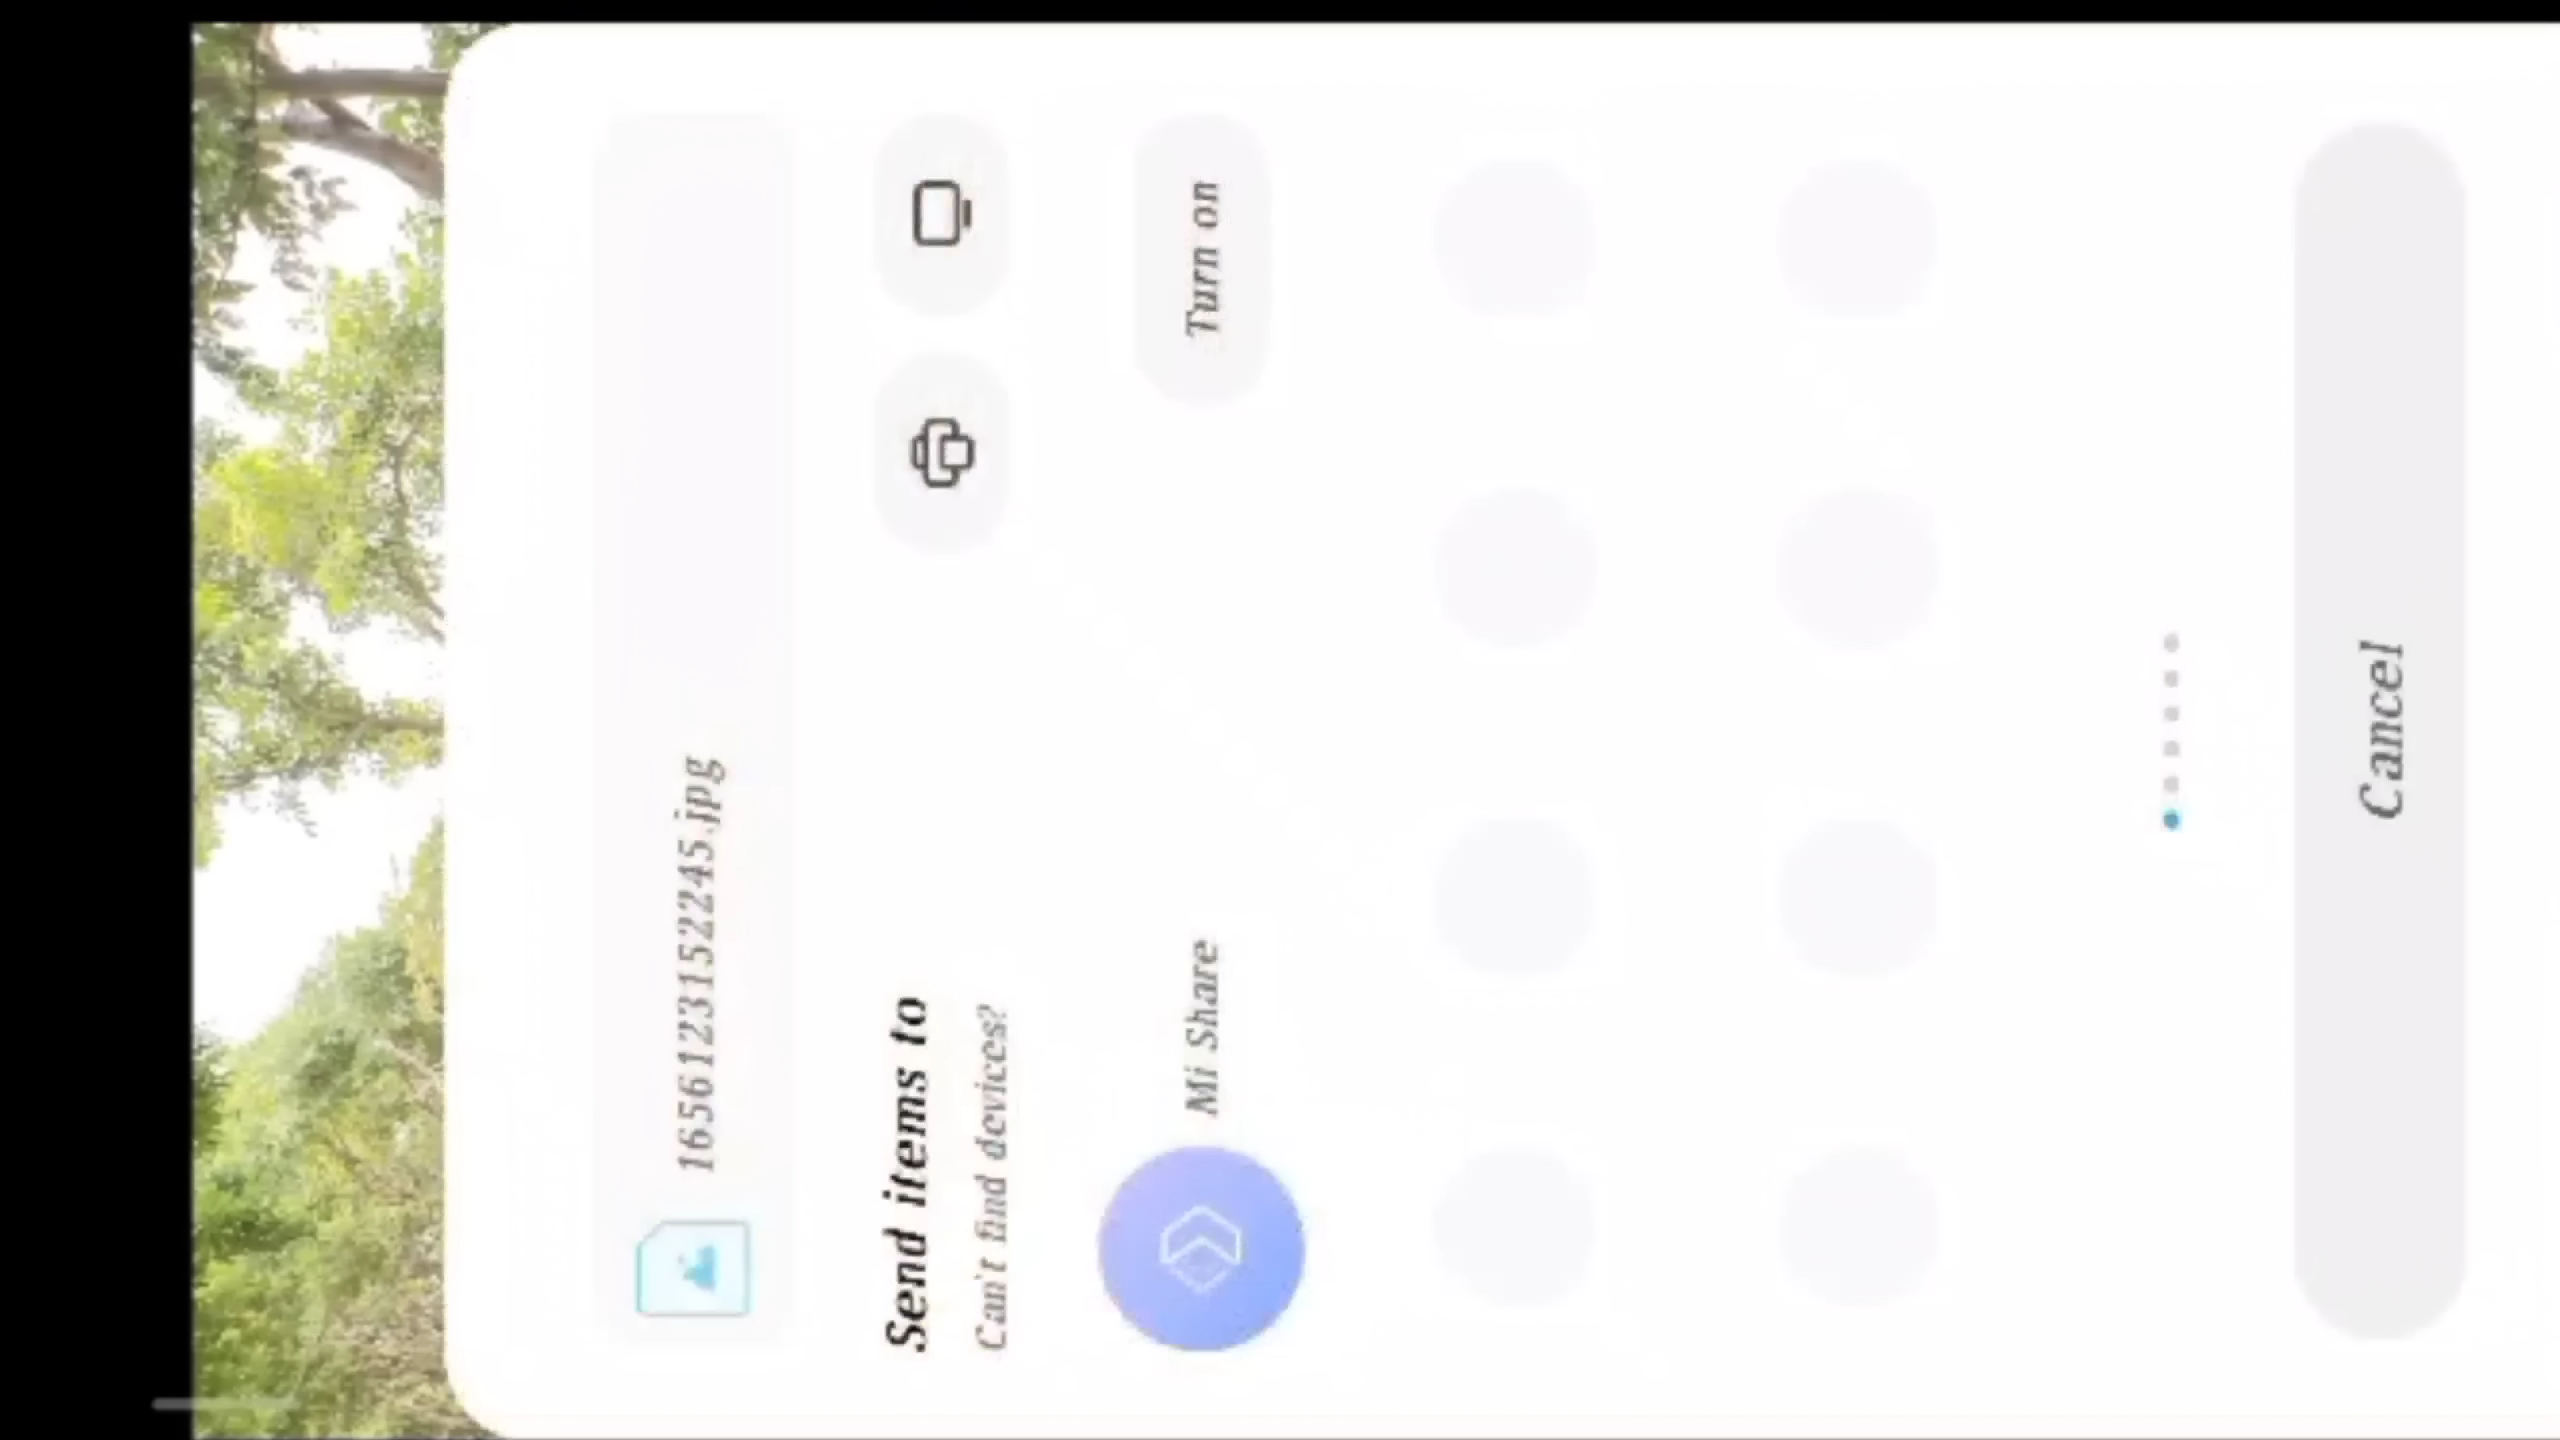 1656123152245.jpg
Send items to
Can't find devices?
Mi Share
Turn on
Cancel